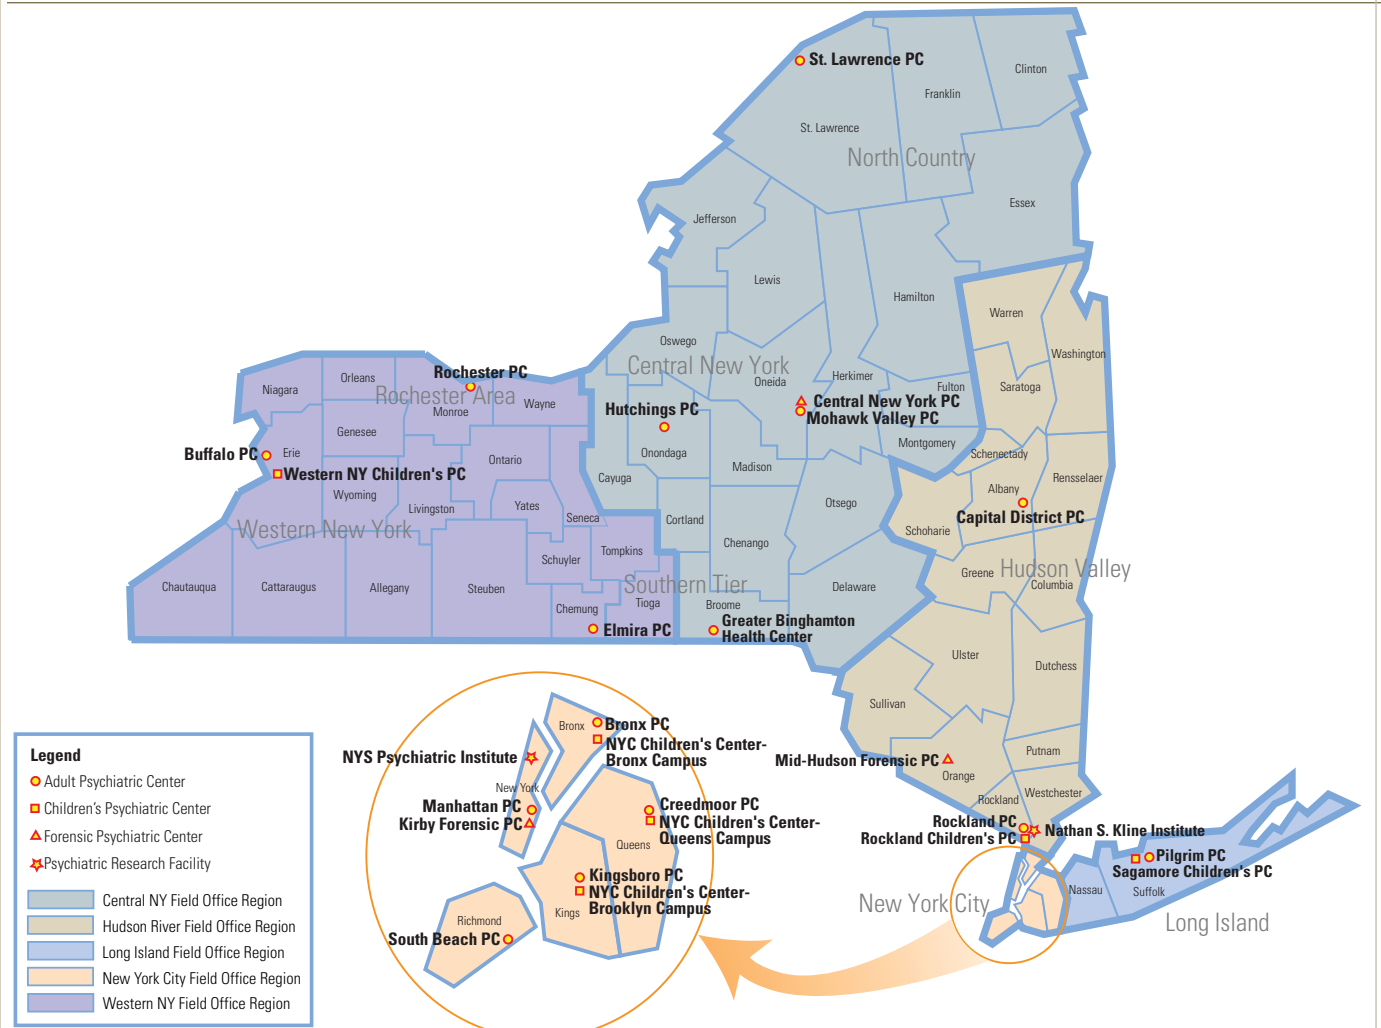 St. Lawrence PC
Clinton
Franklin
St. Lawrence
North Country
Essex
Jefferson
Lewis
Hamilton
Warren
Washington
Oswego
Central New York
Oneida
Herkimer
Fulton
Saratoga
Rochester PC
Orleans
Niagara
Rochester Area
Monroe
Wayne
Central New York PC
Mohawk Valley PC
Hutchings PC
Genesee
Montgomery
Schenectady
Buffalo PC
Erie
Onondaga
Ontario
Madison
Western NY Children's PC
Cayuga
Rensselaer
Wyoming
Albany
Livingston
Yates
Otsego
Seneca
Cortland
Capital District PC
Western New York
Schoharie
Chenango
Tompkins
Schuyler
Hudson Valley
Greene
Columbia
Southern Tier
Chautauqua
Cattaraugus
Allegany
Steuben
Delaware
Chemung
Tioga
Broome
Elmira PC
Greater Binghamton
Health Center
Ulster
Dutchess
Sullivan
Bronx
Bronx PC
NYC Children's Center-
Bronx Campus
NYS Psychiatric Institute
Mid-Hudson Forensic PC
Putnam
Orange
New York
Westchester
Rockland
Manhattan PC
Kirby Forensic PC
Creedmoor PC
NYC Children's Center-
Queens Campus
Queens
Rockland PC
Rockland Children's PC
Nathan S. Kline Institute
Pilgrim PC
Sagamore Children's PC
Kingsboro PC
NYC Children's Center-
Brooklyn Campus
Kings
Nassau
Suffolk
New York City
Long Island
Richmond
South Beach PC
Legend
Adult Psychiatric Center
Children's Psychiatric Center
Forensic Psychiatric Center
Psychiatric Research Facility
Central NY Field Office Region
Hudson River Field Office Region
Long Island Field Office Region
New York City Field Office Region
Western NY Field Office Region